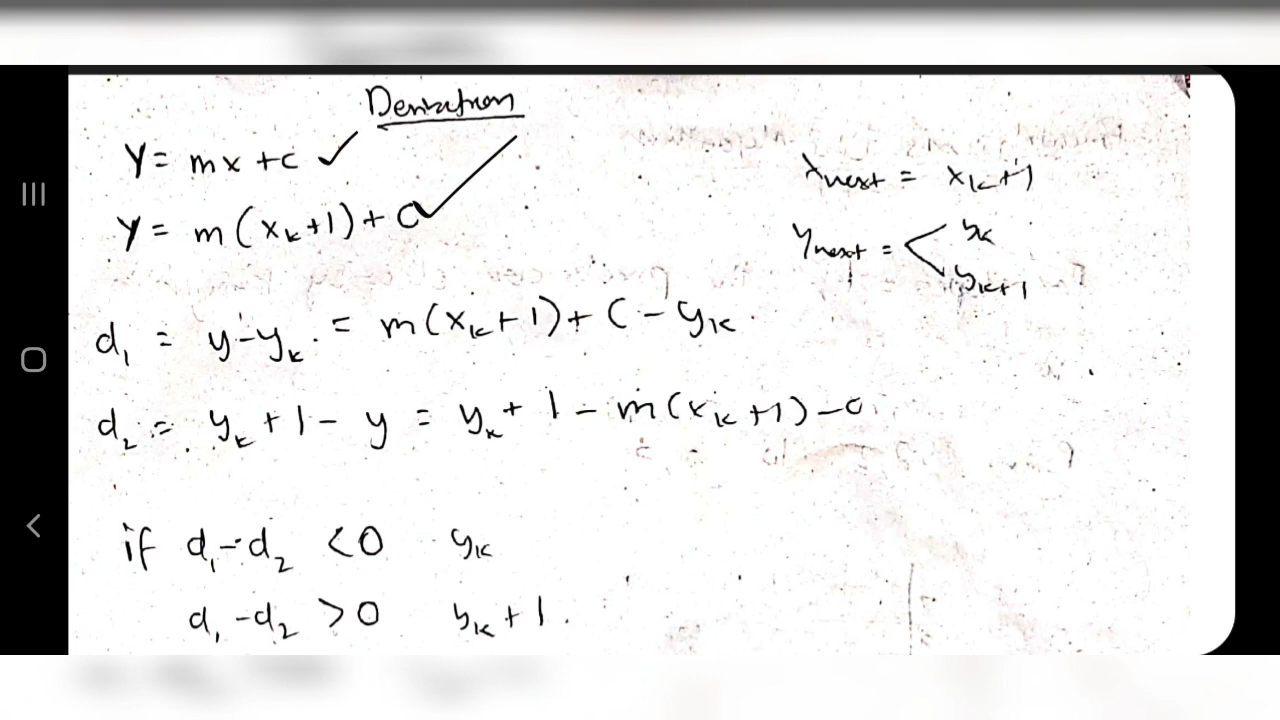 Derivation
Y = mx + c ✓
Y = m(xₖ+1) + C ✓
xnext = xₖ+1
ynext = < yₖ
yₖ+1
d₁ = y - yₖ = m(xₖ+1) + C - yₖ
d₂ = yₖ + 1 - y = yₖ + 1 - m(xₖ+1) - c
if d₁ - d₂ < 0 yₖ
d₁ - d₂ > 0 yₖ + 1.